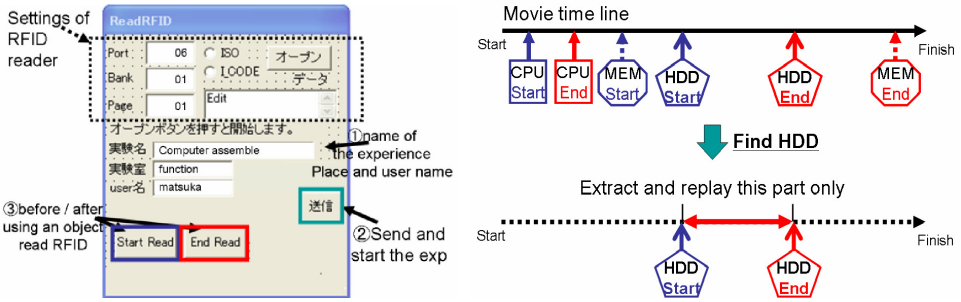 Settings of
RFID
reader
ReadRFID
Port 06 ISO オープン
Bank 01 I_CODE データ
Page 01 Edit
オープンボタンを押すと開始します。
実験名 Computer assemble
実験室 function
user名 matsuka
①name of
the experience
Place and user name
送信
②Send and
start the exp
③before / after
using an object
read RFID
Start Read End Read
Movie time line
Start
Finish
CPU
Start
CPU
End
MEM
Start
HDD
Start
HDD
End
MEM
End
Find HDD
Extract and replay this part only
Start
Finish
HDD
Start
HDD
End